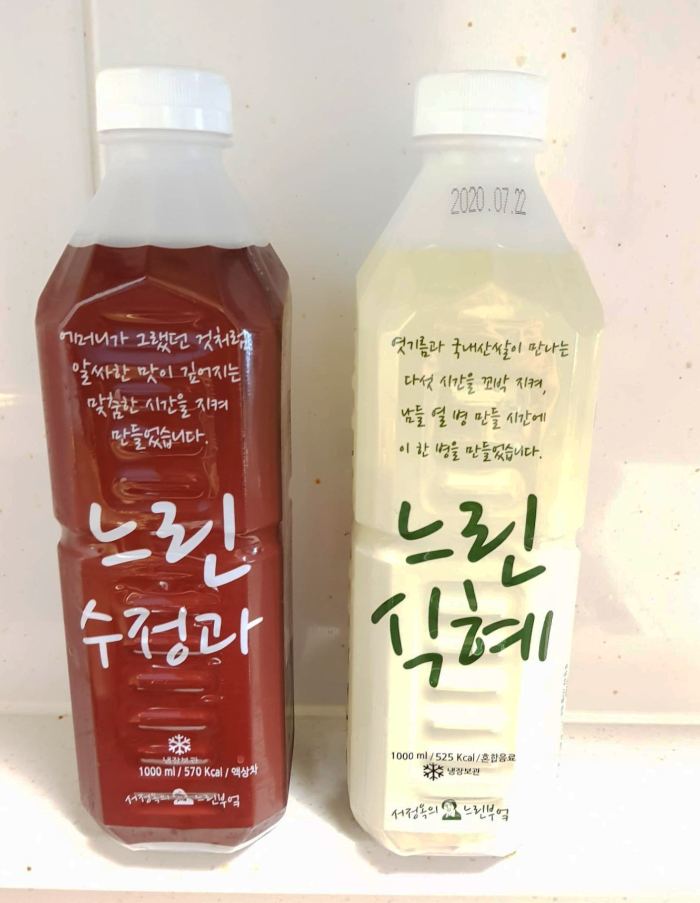 에머니가 그랬던 것처럼
알싸한 맛이 깊어지는
맞춤한 시간을 지켜
만들었습니다.
느린
수정과
냉장보관
1000 ml / 570 Kcal / 액상차
서정옥의 느린부엌
2020.07.22
엿기름과 국내산쌀이 만나는
다섯 시간을 꼬박 지켜,
남들 열 병 만들 시간에
이 한 병을 만들었습니다.
느린
식혜
1000 ml / 525 Kcal / 혼합음료
냉장보관
서정옥의 느린부엌